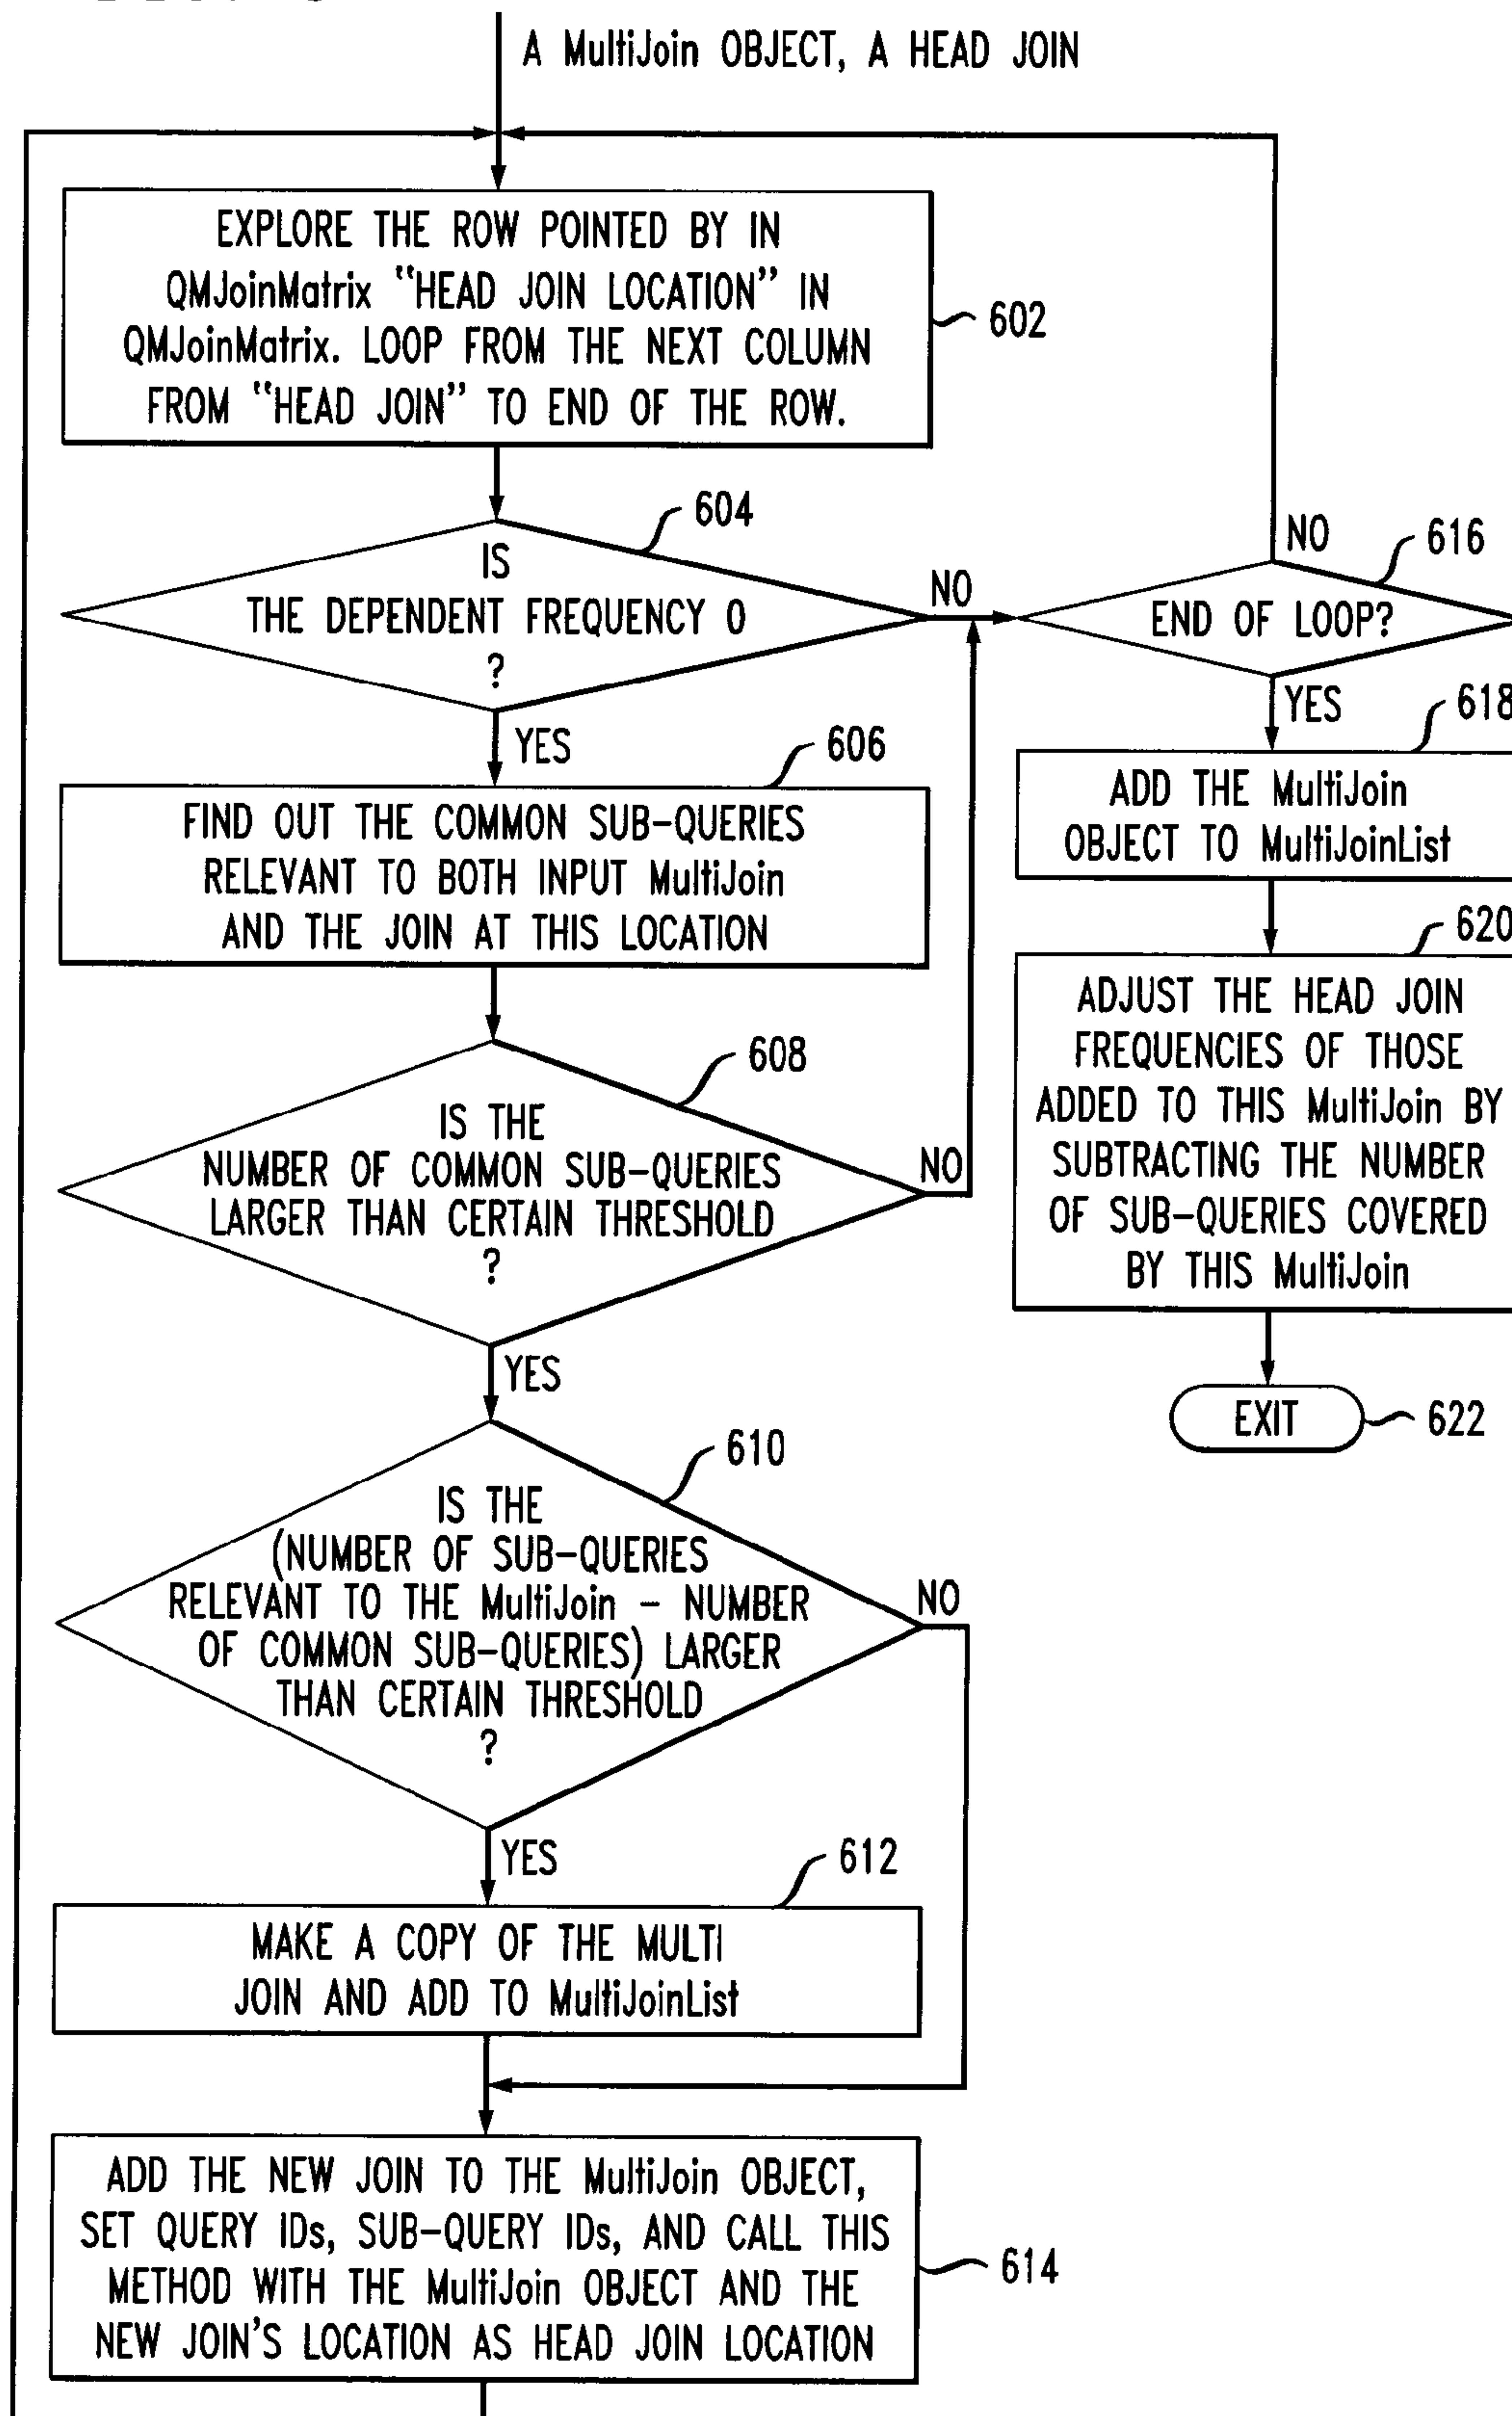 A MultiJoin OBJECT, A HEAD JOIN
EXPLORE THE ROW POINTED BY IN
QMJoinMatrix "HEAD JOIN LOCATION" IN
QMJoinMatrix. LOOP FROM THE NEXT COLUMN
FROM "HEAD JOIN" TO END OF THE ROW.
602
604
IS
THE DEPENDENT FREQUENCY 0
?
NO
YES
606
FIND OUT THE COMMON SUB-QUERIES
RELEVANT TO BOTH INPUT MultiJoin
AND THE JOIN AT THIS LOCATION
608
IS THE
NUMBER OF COMMON SUB-QUERIES
LARGER THAN CERTAIN THRESHOLD
?
NO
YES
610
IS THE
(NUMBER OF SUB-QUERIES
RELEVANT TO THE MultiJoin - NUMBER
OF COMMON SUB-QUERIES) LARGER
THAN CERTAIN THRESHOLD
?
NO
YES
612
MAKE A COPY OF THE MULTI
JOIN AND ADD TO MultiJoinList
ADD THE NEW JOIN TO THE MultiJoin OBJECT,
SET QUERY IDs, SUB-QUERY IDs, AND CALL THIS
METHOD WITH THE MultiJoin OBJECT AND THE
NEW JOIN'S LOCATION AS HEAD JOIN LOCATION
614
NO
616
END OF LOOP?
YES
618
ADD THE MultiJoin
OBJECT TO MultiJoinList
620
ADJUST THE HEAD JOIN
FREQUENCIES OF THOSE
ADDED TO THIS MultiJoin BY
SUBTRACTING THE NUMBER
OF SUB-QUERIES COVERED
BY THIS MultiJoin
EXIT
622